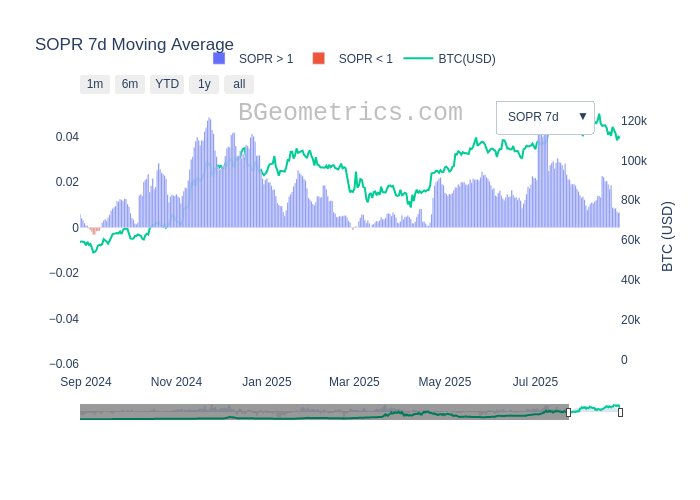 SOPR 7d Moving Average
SOPR > 1
SOPR < 1
BTC(USD)
1m
6m
YTD
1y
all
BGeometrics.com
SOPR 7d
▼
0.04
0.02
0
−0.02
−0.04
−0.06
120k
100k
80k
60k
40k
20k
0
BTC (USD)
Sep 2024
Nov 2024
Jan 2025
Mar 2025
May 2025
Jul 2025